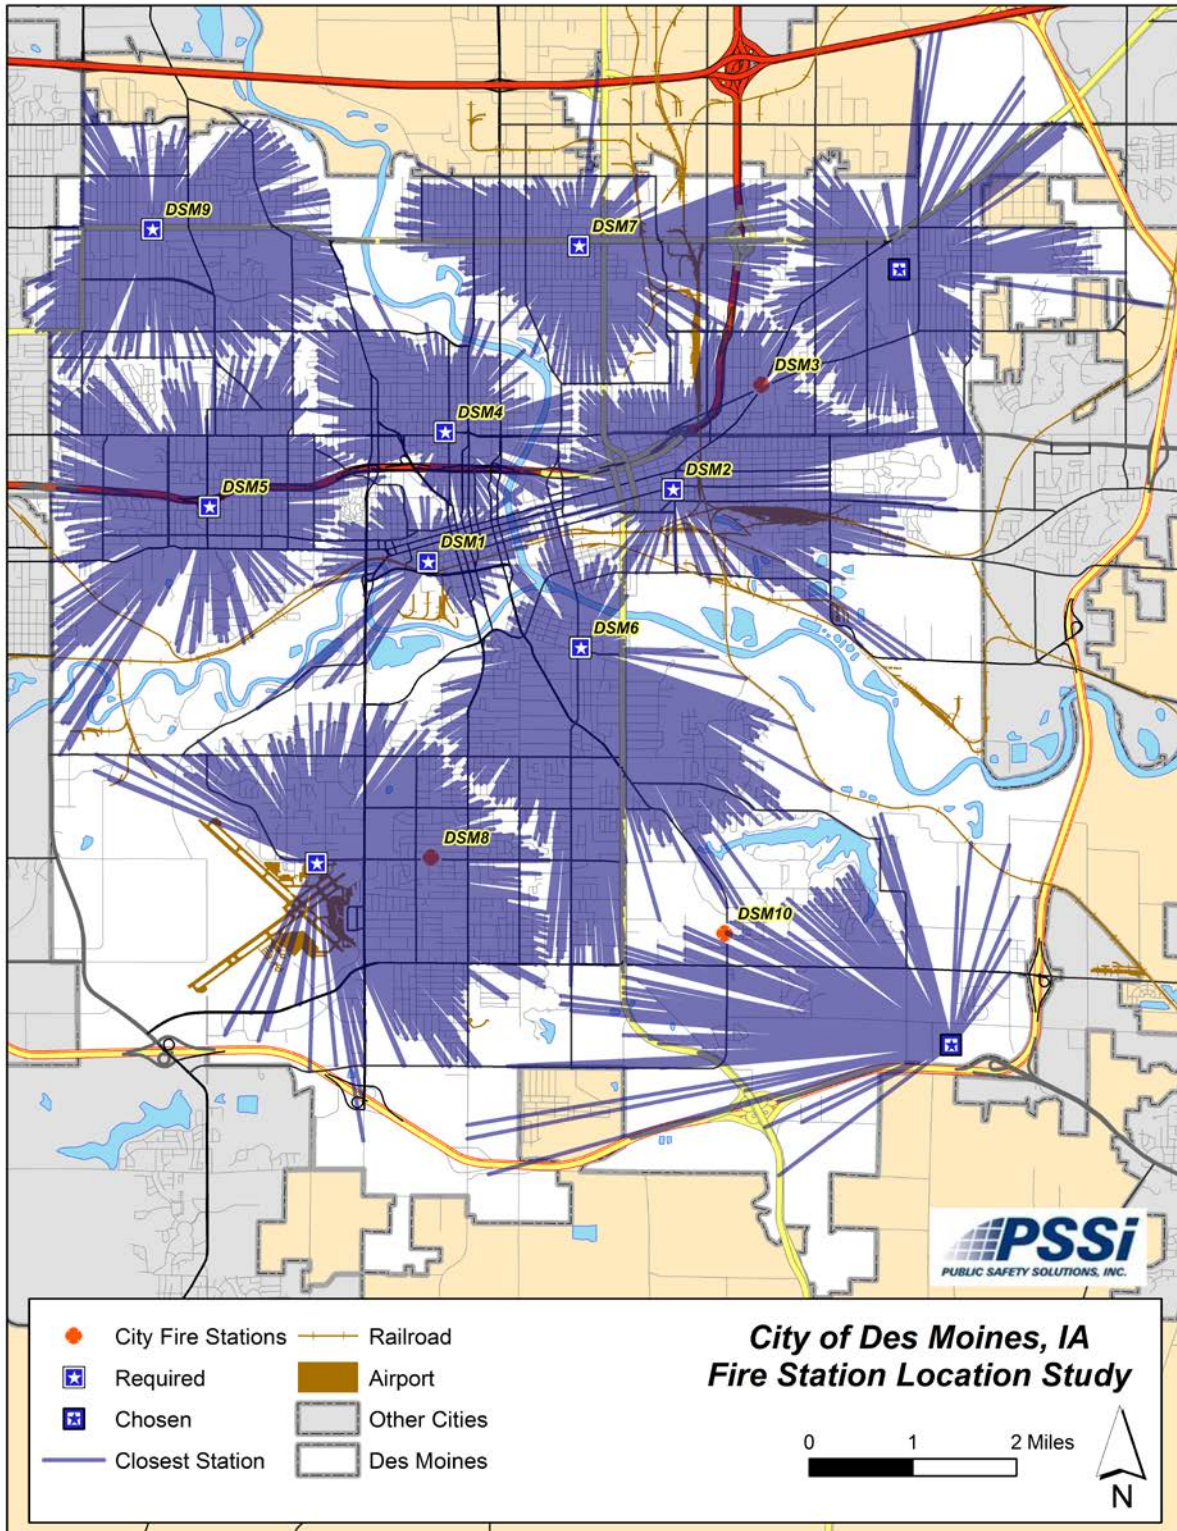 DSM9
DSM7
DSM3
DSM4
DSM2
DSM5
DSM1
DSM6
DSM8
DSM10
PSSi
PUBLIC SAFETY SOLUTIONS, INC.
City Fire Stations
Required
Chosen
Closest Station
Railroad
Airport
Other Cities
Des Moines
City of Des Moines, IA
Fire Station Location Study
0 1 2 Miles
N